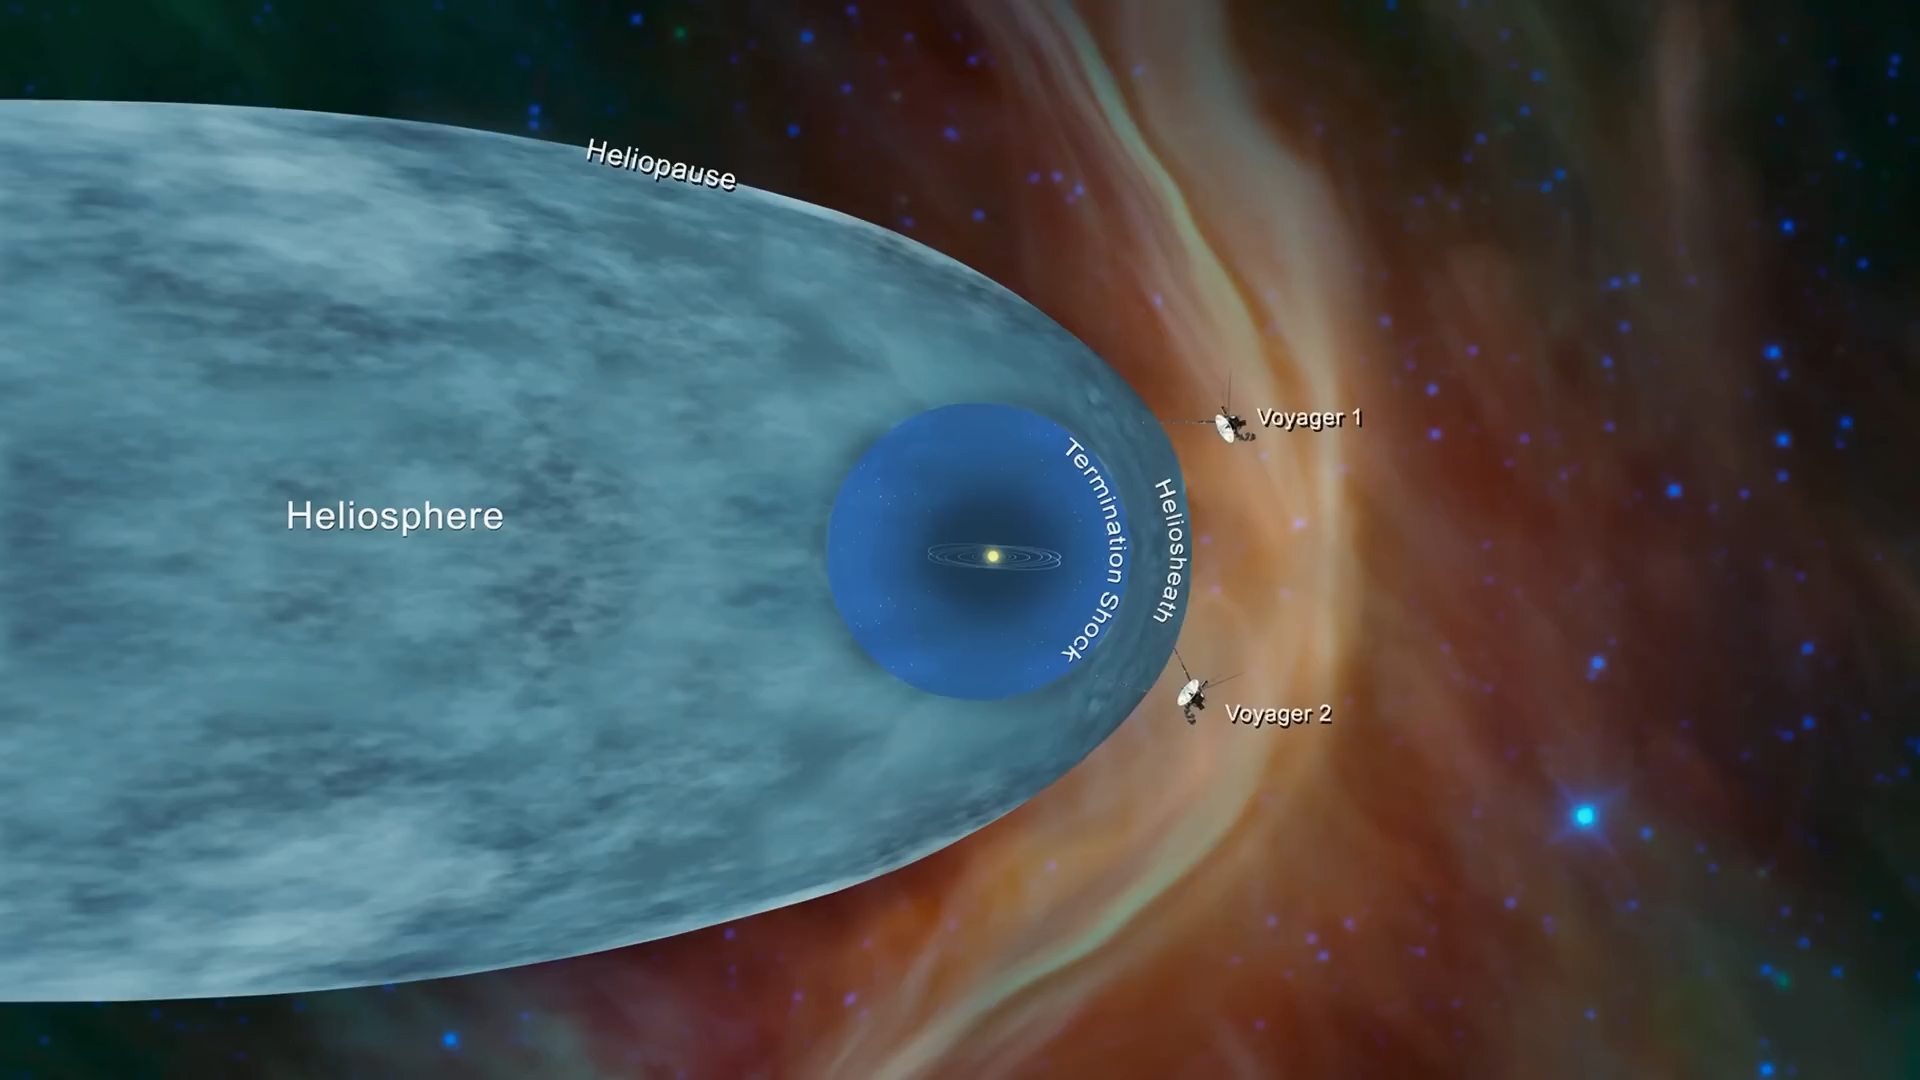 Heliopause
Voyager 1
Termination Shock
Heliosheath
Heliosphere
Voyager 2